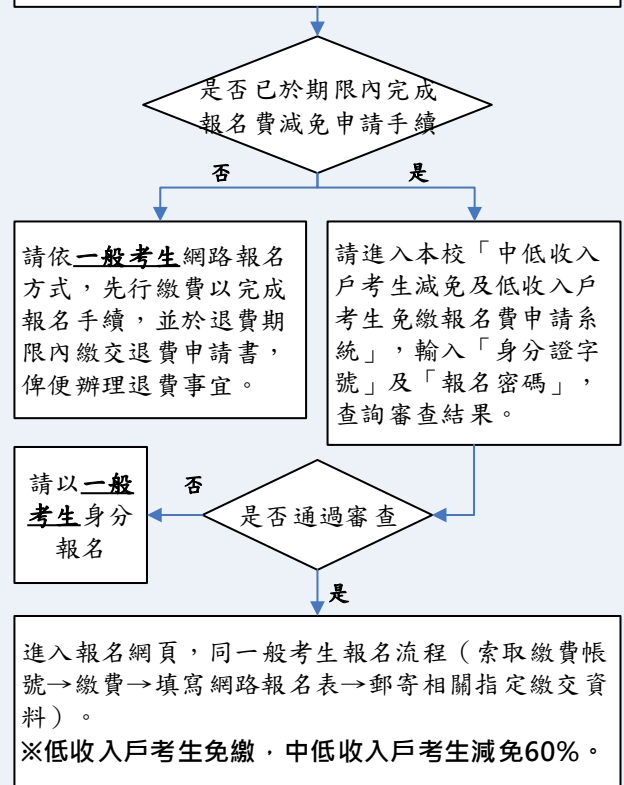 是否已於期限內完成
報名費減免申請手續
否
是
請依一般考生網路報名
方式，先行繳費以完成
報名手續，並於退費期
限內繳交退費申請書，
俾便辦理退費事宜。
請進入本校「中低收入
戶考生減免及低收入戶
考生免繳報名費申請系
統」，輸入「身分證字
號」及「報名密碼」，
查詢審查結果。
請以一般
考生身分
報名
否
是否通過審查
是
進入報名網頁，同一般考生報名流程（索取繳費帳
號→繳費→填寫網路報名表→郵寄相關指定繳交資
料）。
※低收入戶考生免繳，中低收入戶考生減免60%。